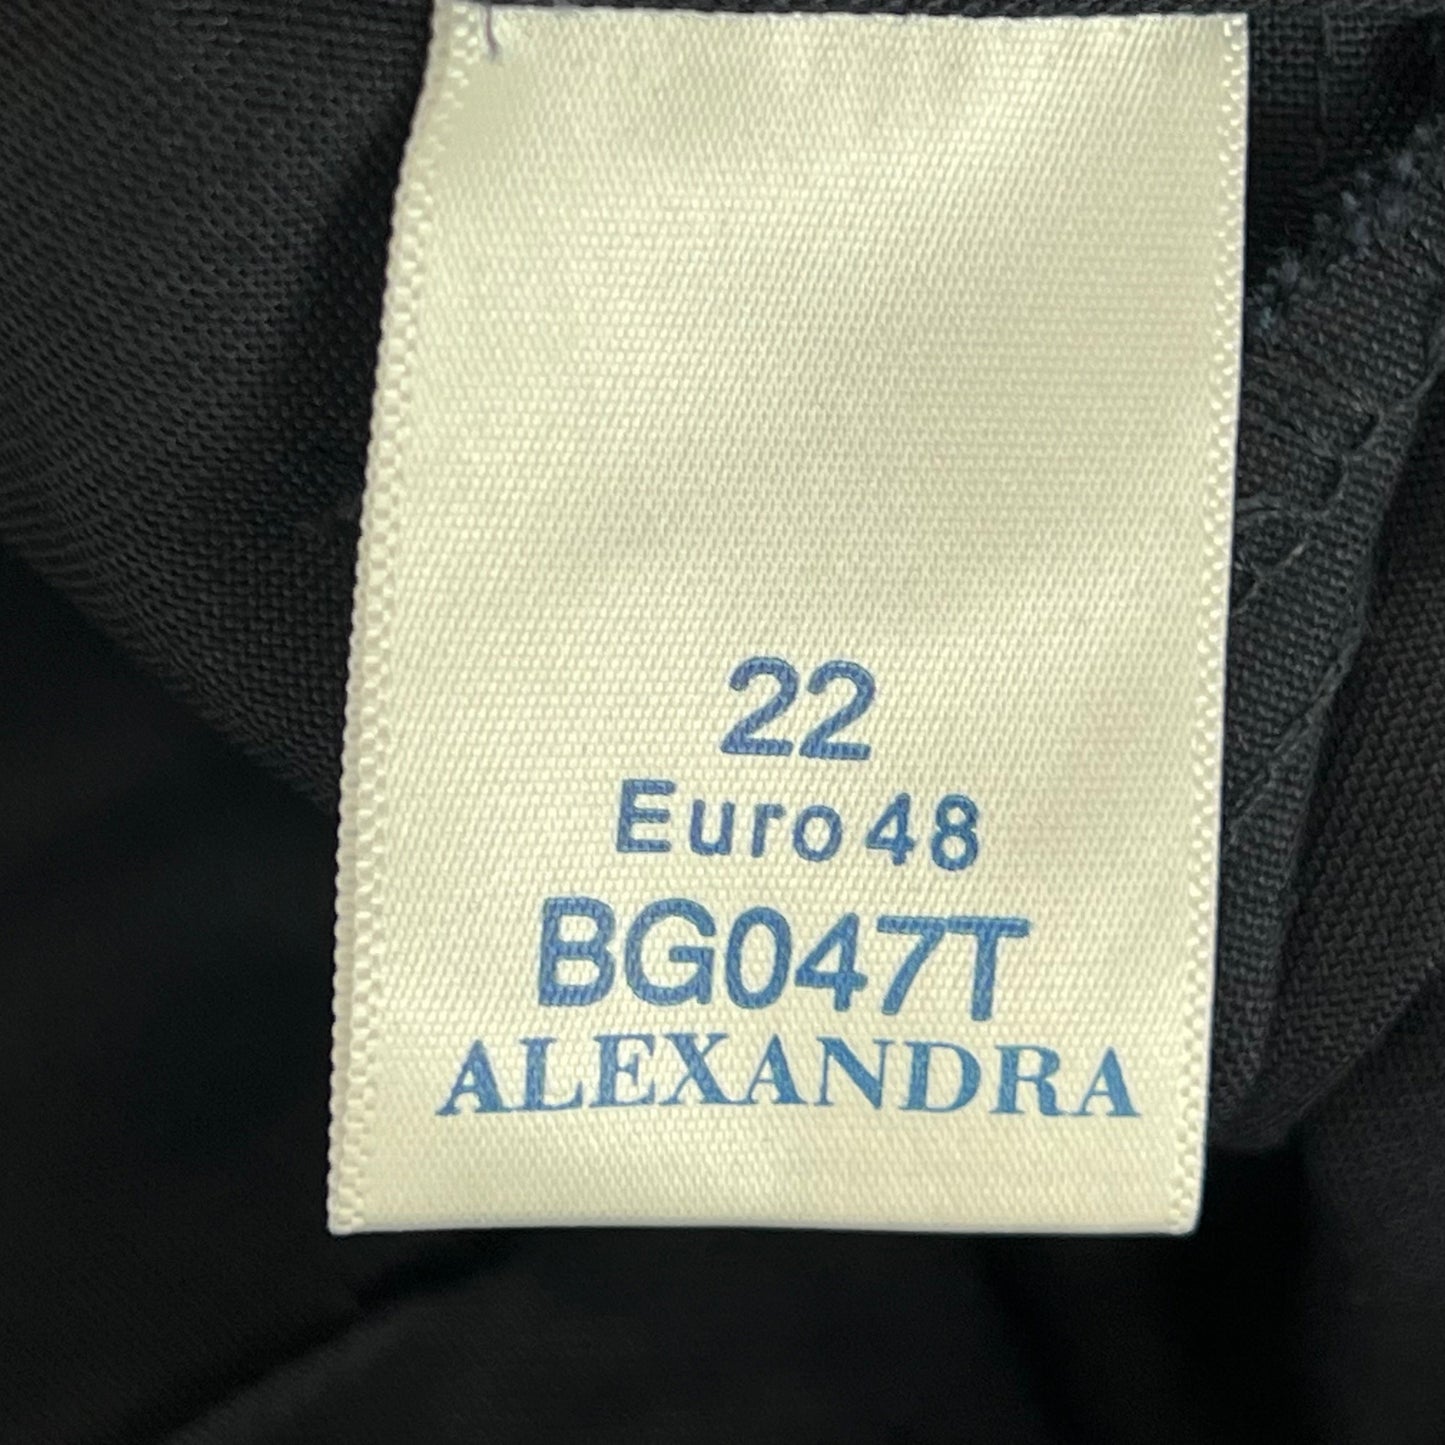 22
Euro 48
BG047T
ALEXANDRA